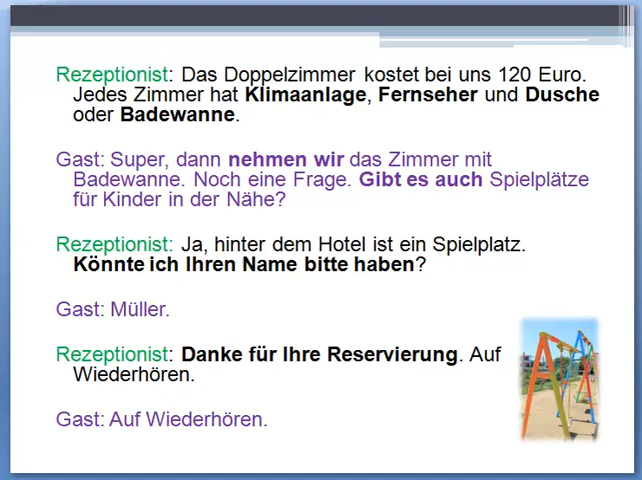 Rezeptionist: Das Doppelzimmer kostet bei uns 120 Euro.
Jedes Zimmer hat Klimaanlage, Fernseher und Dusche
oder Badewanne.
Gast: Super, dann nehmen wir das Zimmer mit
Badewanne. Noch eine Frage. Gibt es auch Spielplätze
für Kinder in der Nähe?
Rezeptionist: Ja, hinter dem Hotel ist ein Spielplatz.
Könnte ich Ihren Name bitte haben?
Gast: Müller.
Rezeptionist: Danke für Ihre Reservierung. Auf
Wiederhören.
Gast: Auf Wiederhören.